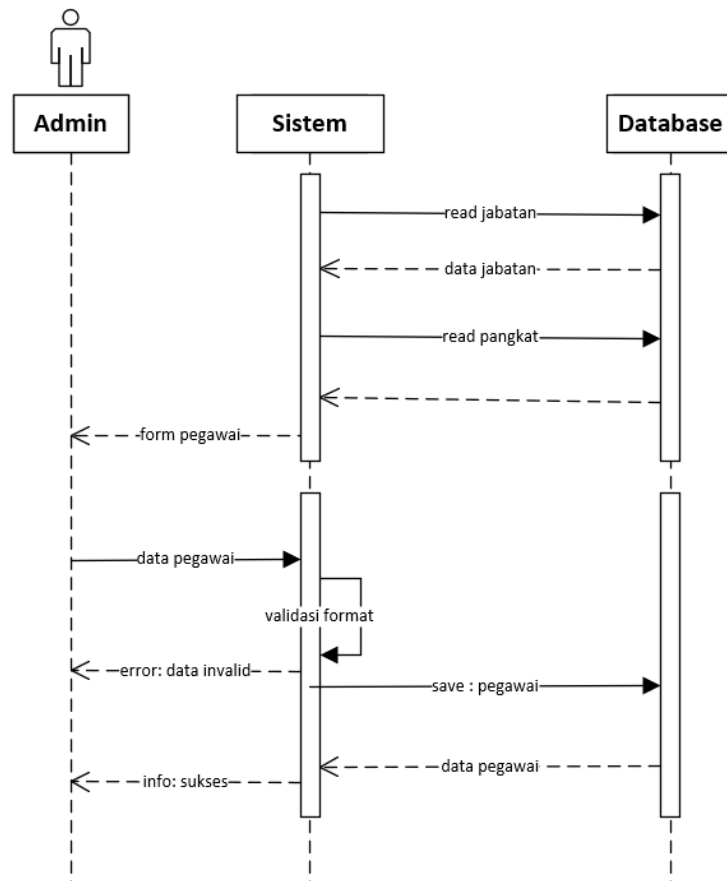 Admin
Sistem
Database
read jabatan
data jabatan
read pangkat
form pegawai
data pegawai
validasi format
error: data invalid
save : pegawai
data pegawai
info: sukses